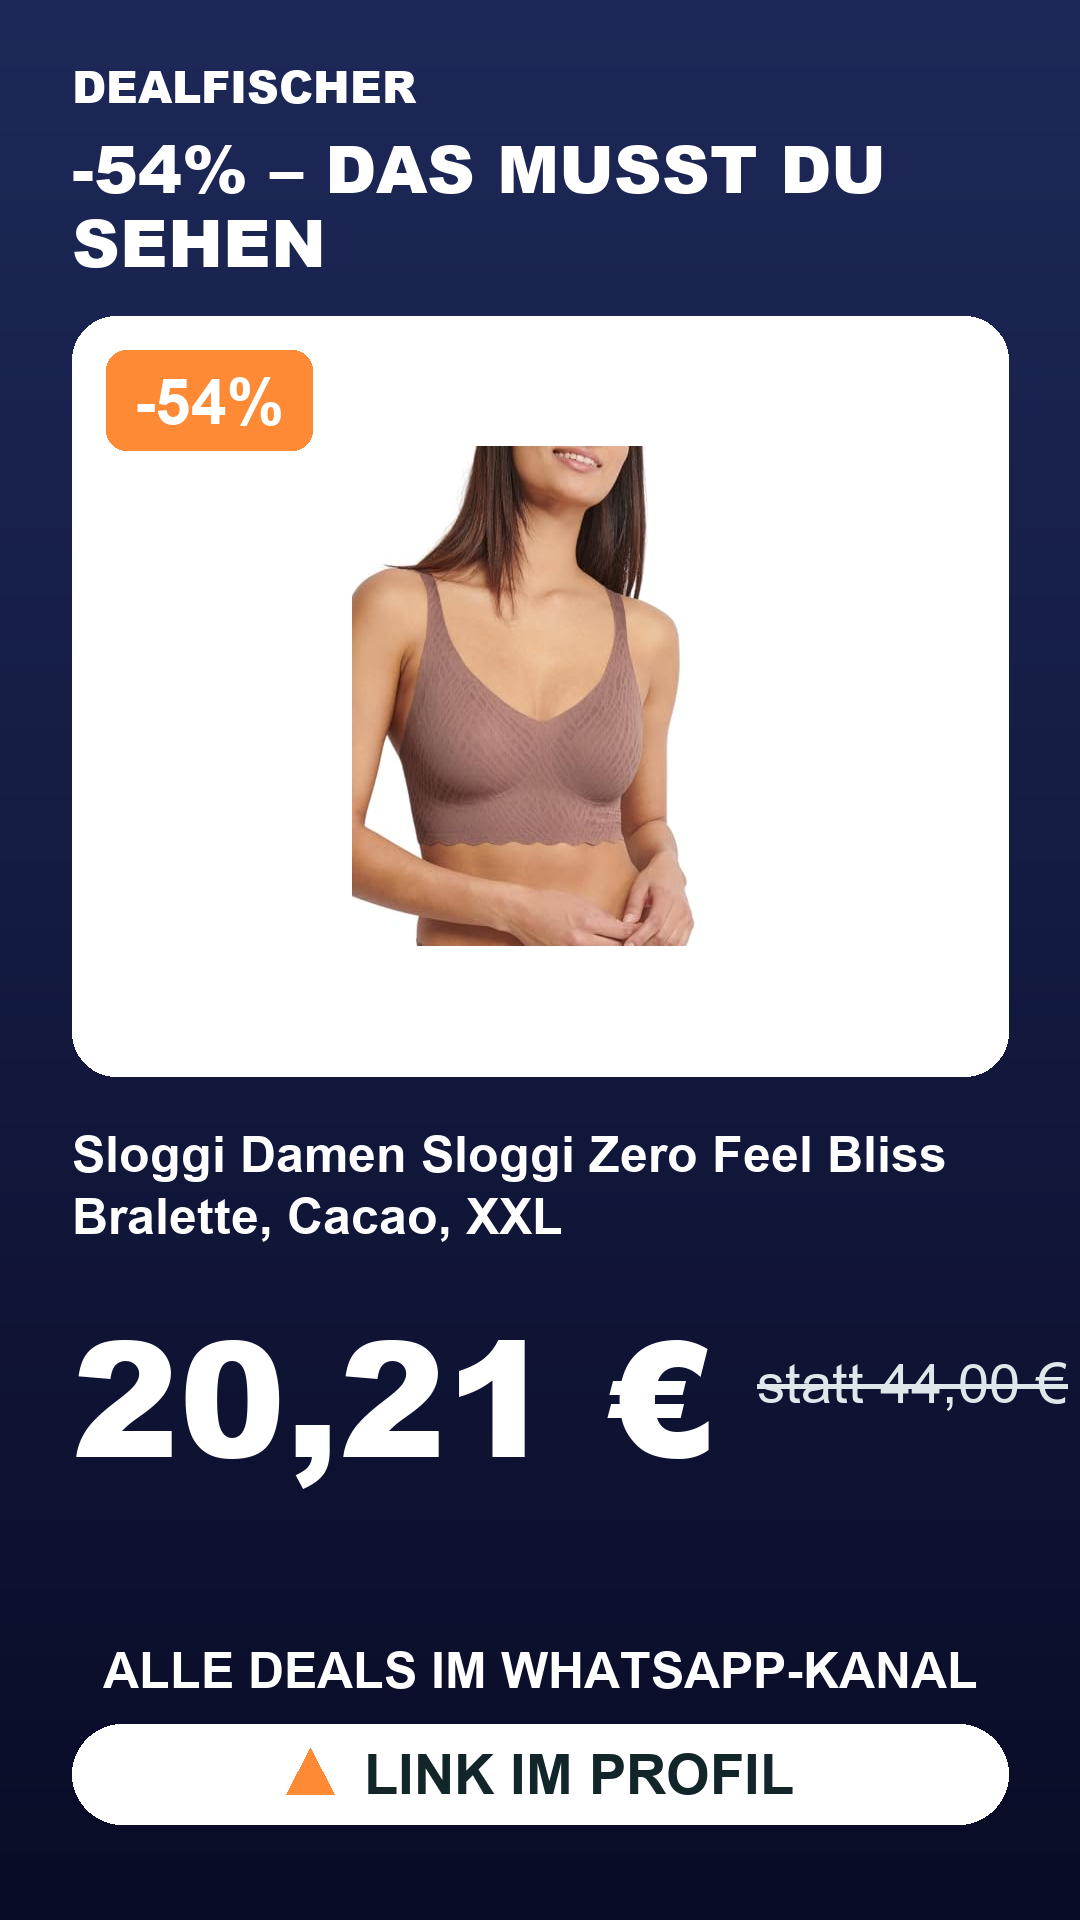 DEALFISCHER
-54% – DAS MUSST DU
SEHEN
-54%
Sloggi Damen Sloggi Zero Feel Bliss
Bralette, Cacao, XXL
20,21 € statt 44,00 €
ALLE DEALS IM WHATSAPP-KANAL
LINK IM PROFIL